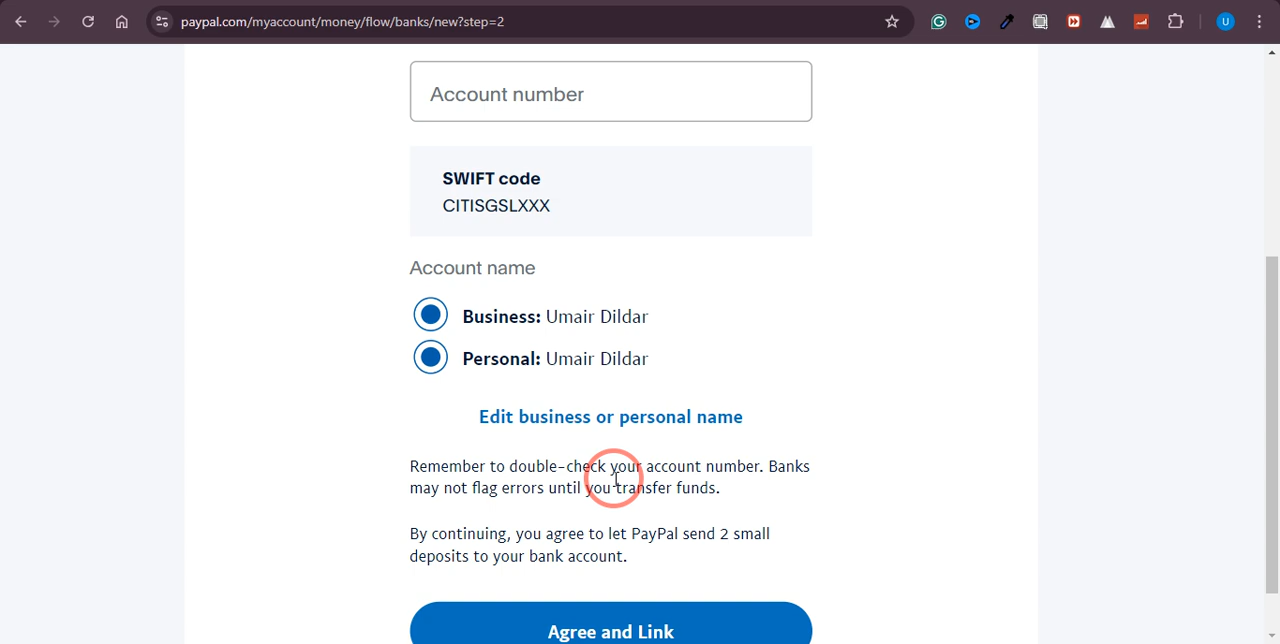 paypal.com/myaccount/money/flow/banks/new?step=2
U
Account number
SWIFT code
CITISGSLXXX
Account name
Business: Umair Dildar
Personal: Umair Dildar
Edit business or personal name
Remember to double-check your account number. Banks
may not flag errors until you transfer funds.
By continuing, you agree to let PayPal send 2 small
deposits to your bank account.
Agree and Link